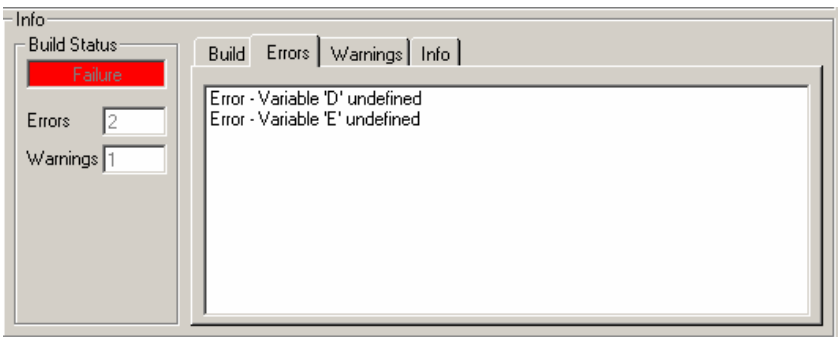 Info
Build Status
Failure
Errors 2
Warnings 1
Build Errors Warnings Info
Error - Variable 'D' undefined
Error - Variable 'E' undefined